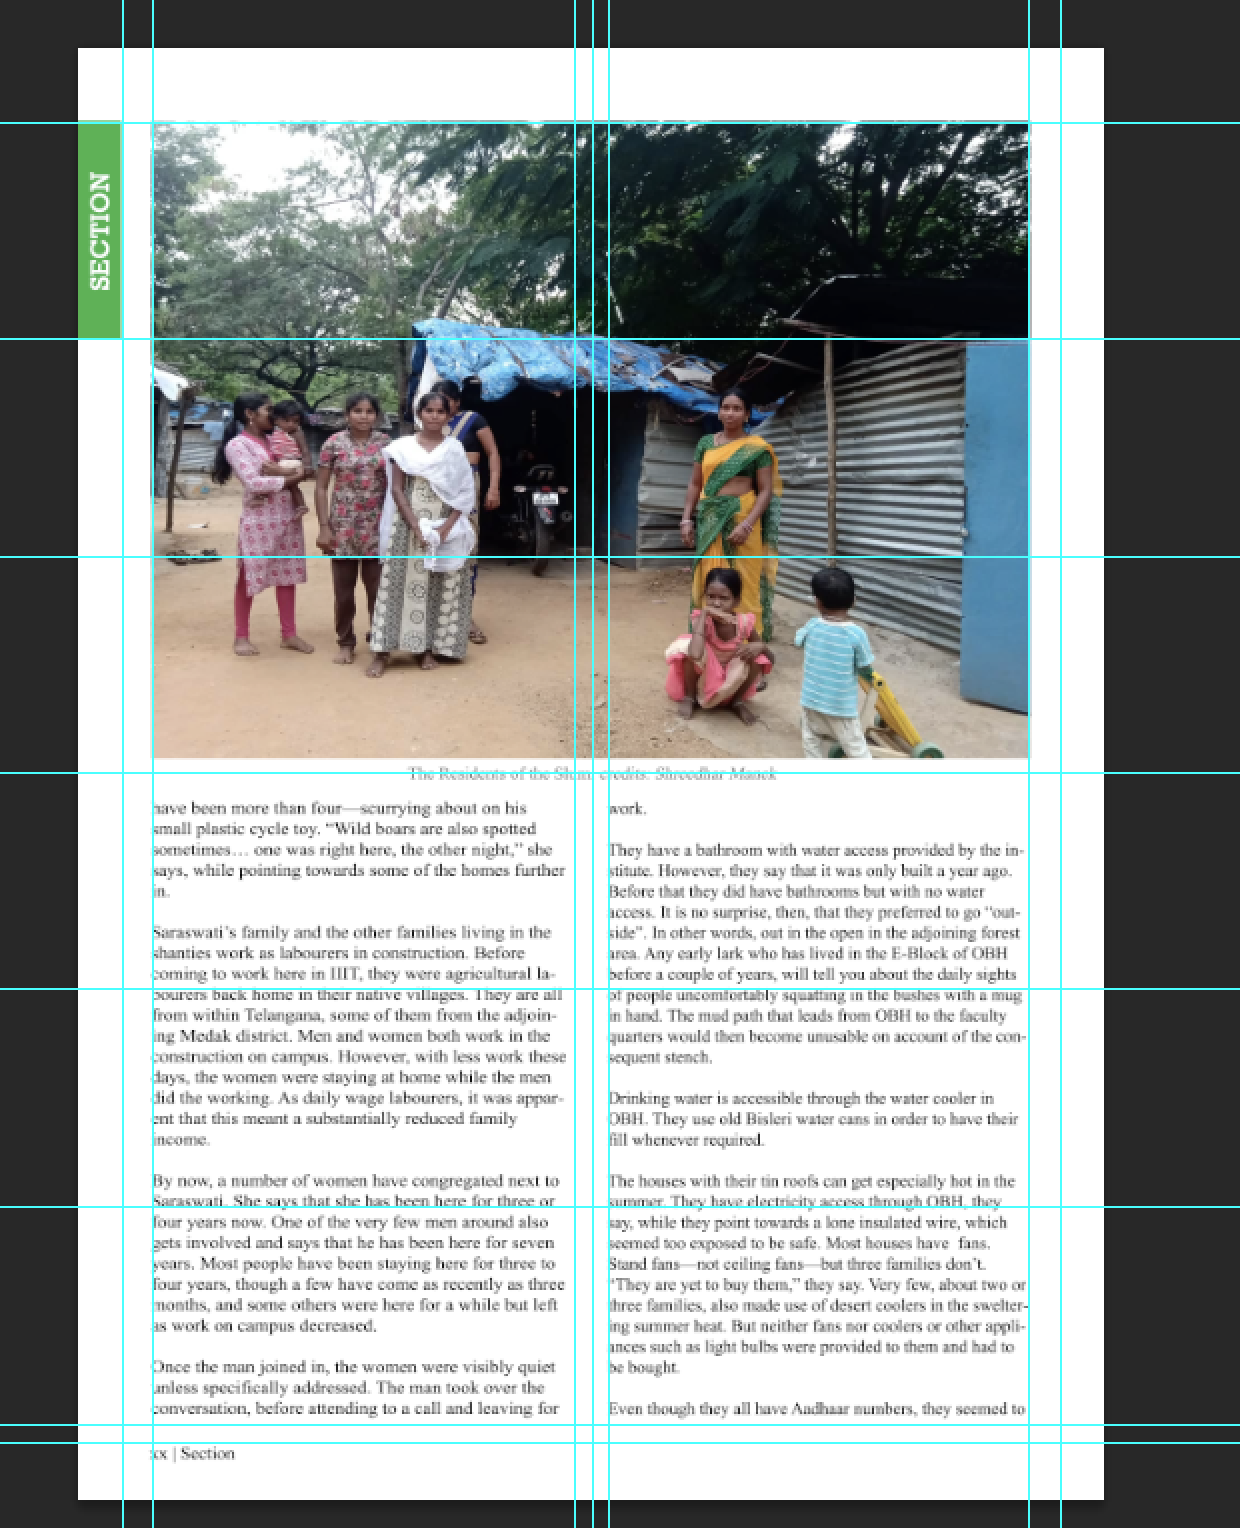 SECTION
The Residents of the Slum, credits: Shreedhar Manek
have been more than four—scurrying about on his
small plastic cycle toy. “Wild boars are also spotted
sometimes… one was right here, the other night,” she
says, while pointing towards some of the homes further
in.
Saraswati’s family and the other families living in the
shanties work as labourers in construction. Before
coming to work here in IIIT, they were agricultural la-
bourers back home in their native villages. They are all
from within Telangana, some of them from the adjoin-
ing Medak district. Men and women both work in the
construction on campus. However, with less work these
days, the women were staying at home while the men
did the working. As daily wage labourers, it was appar-
ent that this meant a substantially reduced family
income.
By now, a number of women have congregated next to
Saraswati. She says that she has been here for three or
four years now. One of the very few men around also
gets involved and says that he has been here for seven
years. Most people have been staying here for three to
four years, though a few have come as recently as three
months, and some others were here for a while but left
as work on campus decreased.
Once the man joined in, the women were visibly quiet
unless specifically addressed. The man took over the
conversation, before attending to a call and leaving for
work.
They have a bathroom with water access provided by the in-
stitute. However, they say that it was only built a year ago.
Before that they did have bathrooms but with no water
access. It is no surprise, then, that they preferred to go “out-
side”. In other words, out in the open in the adjoining forest
area. Any early lark who has lived in the E-Block of OBH
before a couple of years, will tell you about the daily sights
of people uncomfortably squatting in the bushes with a mug
in hand. The mud path that leads from OBH to the faculty
quarters would then become unusable on account of the con-
sequent stench.
Drinking water is accessible through the water cooler in
OBH. They use old Bisleri water cans in order to have their
fill whenever required.
The houses with their tin roofs can get especially hot in the
summer. They have electricity access through OBH, they
say, while they point towards a lone insulated wire, which
seemed too exposed to be safe. Most houses have fans.
Stand fans—not ceiling fans—but three families don’t.
“They are yet to buy them,” they say. Very few, about two or
three families, also made use of desert coolers in the swelter-
ing summer heat. But neither fans nor coolers or other appli-
ances such as light bulbs were provided to them and had to
be bought.
Even though they all have Aadhaar numbers, they seemed to
xx | Section